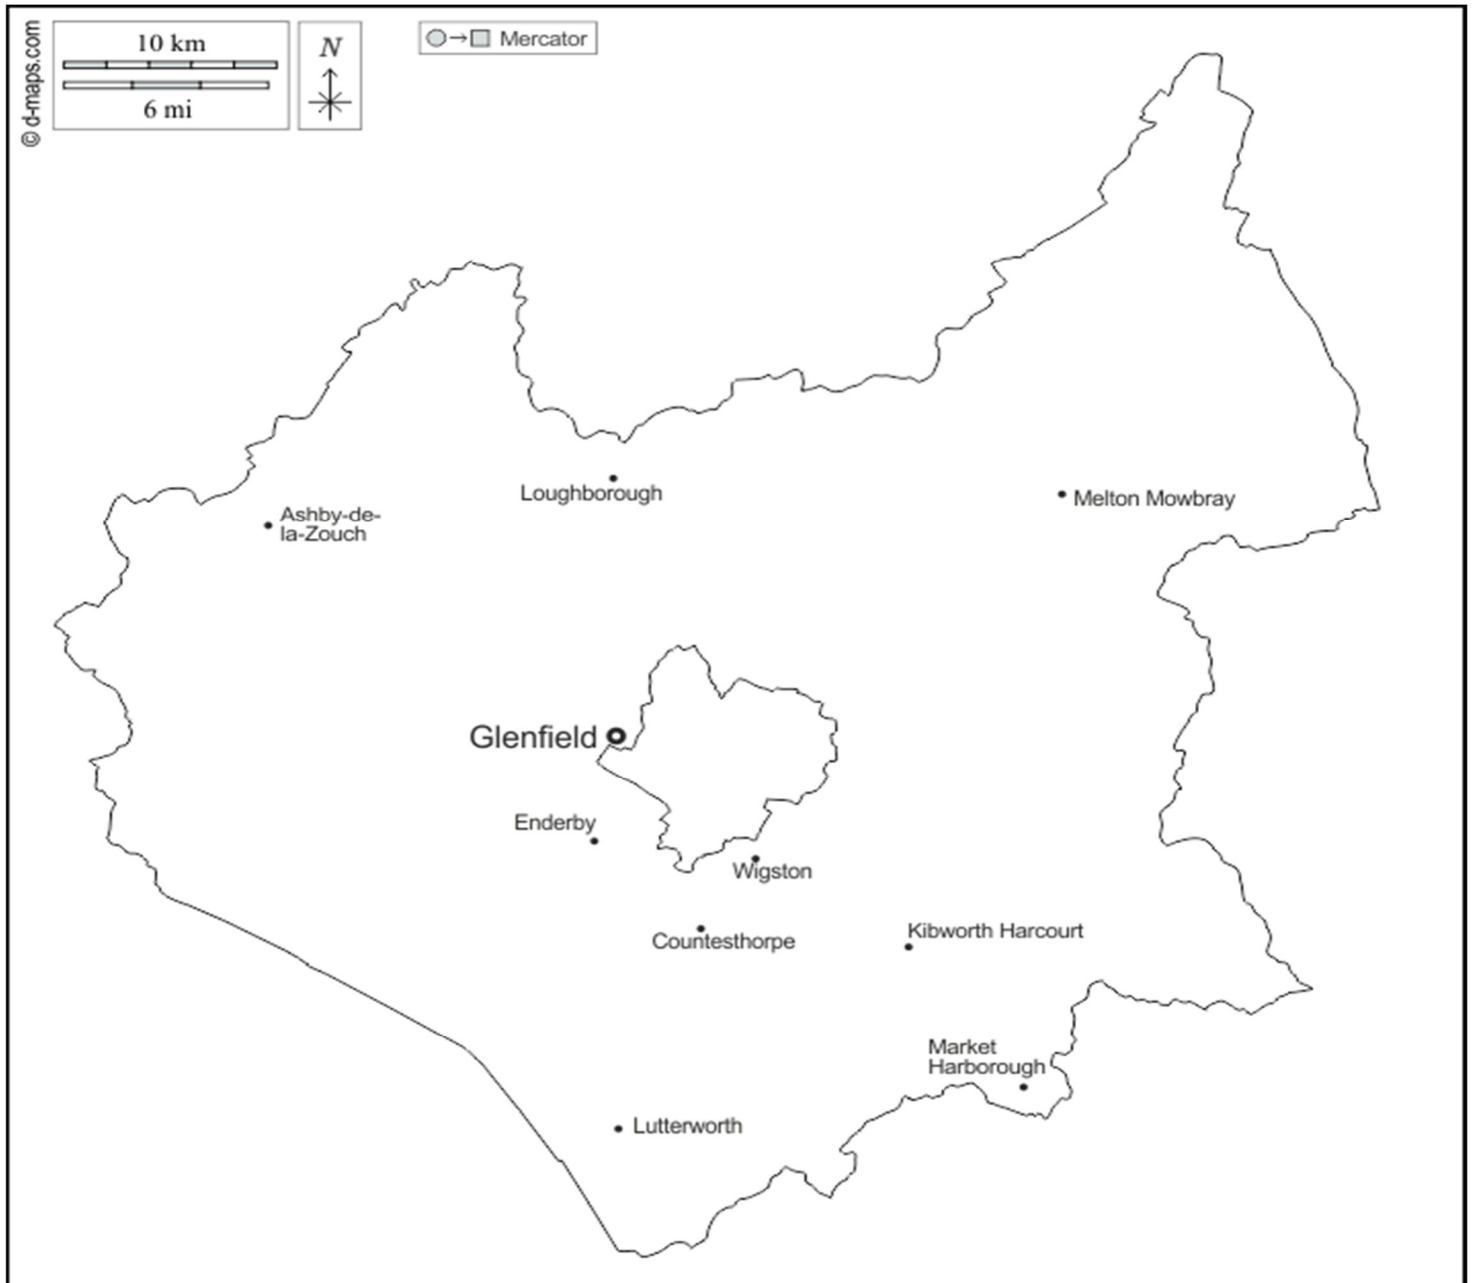 © d-maps.com
10 km
6 mi
N
Mercator
Loughborough
Melton Mowbray
Ashby-de-
la-Zouch
Glenfield
Enderby
Wigston
Countesthorpe
Kibworth Harcourt
Market
Harborough
Lutterworth